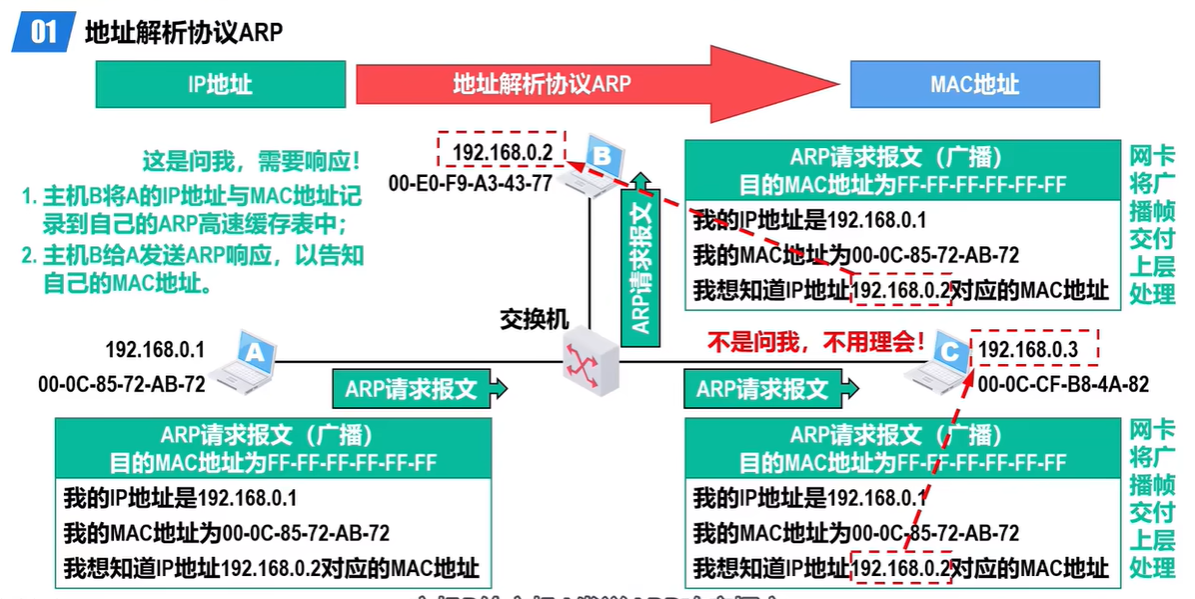 01 地址解析协议ARP
IP地址
地址解析协议ARP
MAC地址
这是问我，需要响应！
1. 主机B将A的IP地址与MAC地址记
录到自己的ARP高速缓存表中；
2. 主机B给A发送ARP响应，以告知
自己的MAC地址。
192.168.0.2
00-E0-F9-A3-43-77
B
ARP请求报文
ARP请求报文（广播）
目的MAC地址为FF-FF-FF-FF-FF-FF
我的IP地址是192.168.0.1
我的MAC地址为00-0C-85-72-AB-72
我想知道IP地址192.168.0.2对应的MAC地址
网卡
将广
播帧
交付
上层
处理
交换机
192.168.0.1
00-0C-85-72-AB-72
A
ARP请求报文
不是问我，不用理会！
ARP请求报文
C
192.168.0.3
00-0C-CF-B8-4A-82
ARP请求报文（广播）
目的MAC地址为FF-FF-FF-FF-FF-FF
我的IP地址是192.168.0.1
我的MAC地址为00-0C-85-72-AB-72
我想知道IP地址192.168.0.2对应的MAC地址
ARP请求报文（广播）
目的MAC地址为FF-FF-FF-FF-FF-FF
我的IP地址是192.168.0.1
我的MAC地址为00-0C-85-72-AB-72
我想知道IP地址192.168.0.2对应的MAC地址
网卡
将广
播帧
交付
上层
处理